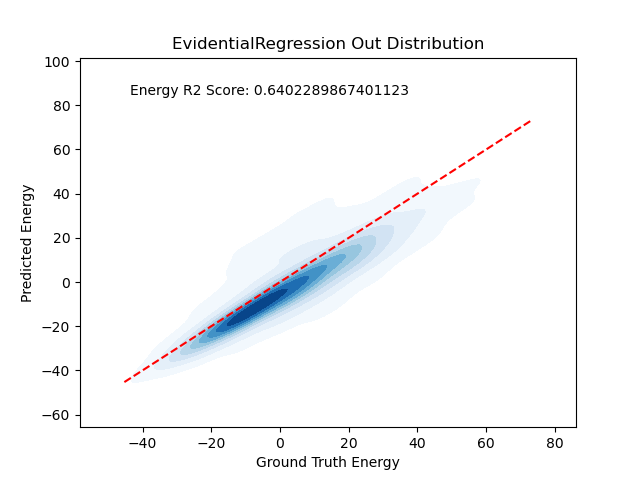 EvidentialRegression Out Distribution
Energy R2 Score: 0.6402289867401123
100
80
60
40
20
0
−20
−40
−60
Predicted Energy
−40 −20 0 20 40 60 80
Ground Truth Energy